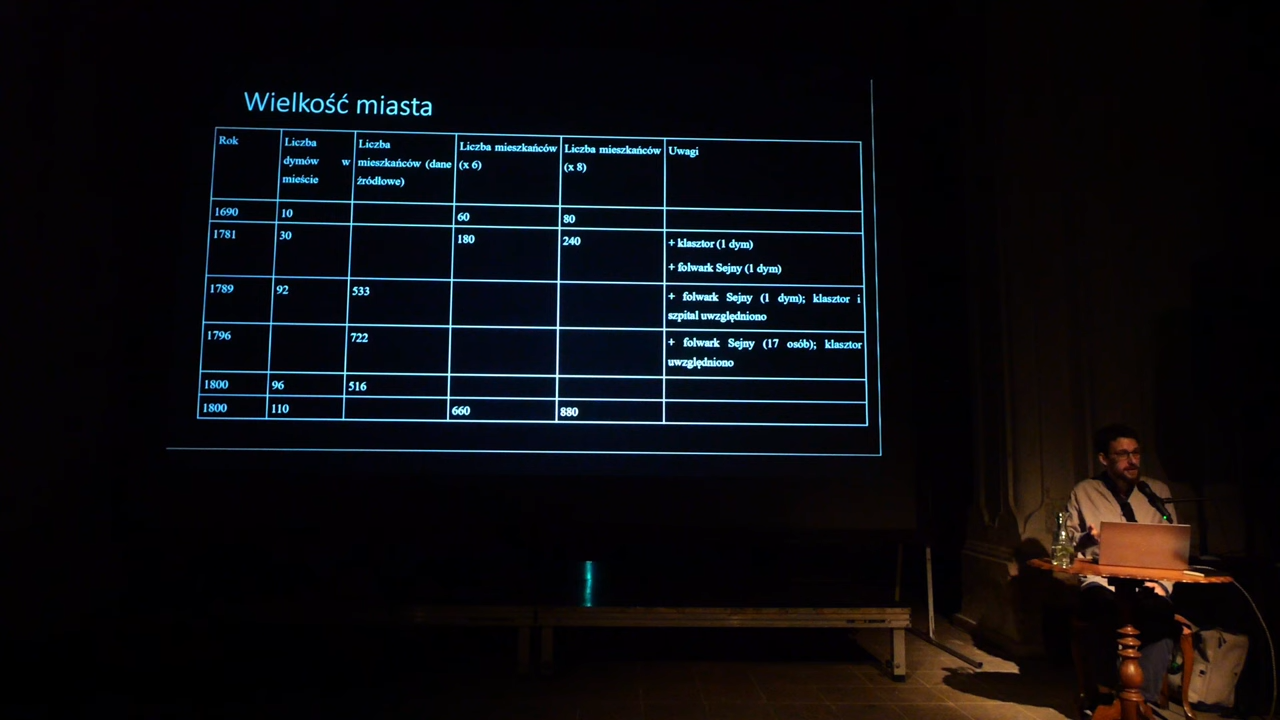 Wielkość miasta
Rok
Liczba
dymów w
mieście
Liczba
mieszkańców (dane
źródłowe)
Liczba mieszkańców
(x 6)
Liczba mieszkańców
(x 8)
Uwagi
1690 10 60 80
1781 30 180 240 + klasztor (1 dym)
+ folwark Sejny (1 dym)
1789 92 533 + folwark Sejny (1 dym); klasztor i
szpital uwzględniono
1796 722 + folwark Sejny (17 osób); klasztor
uwzględniono
1800 96 516
1800 110 660 880